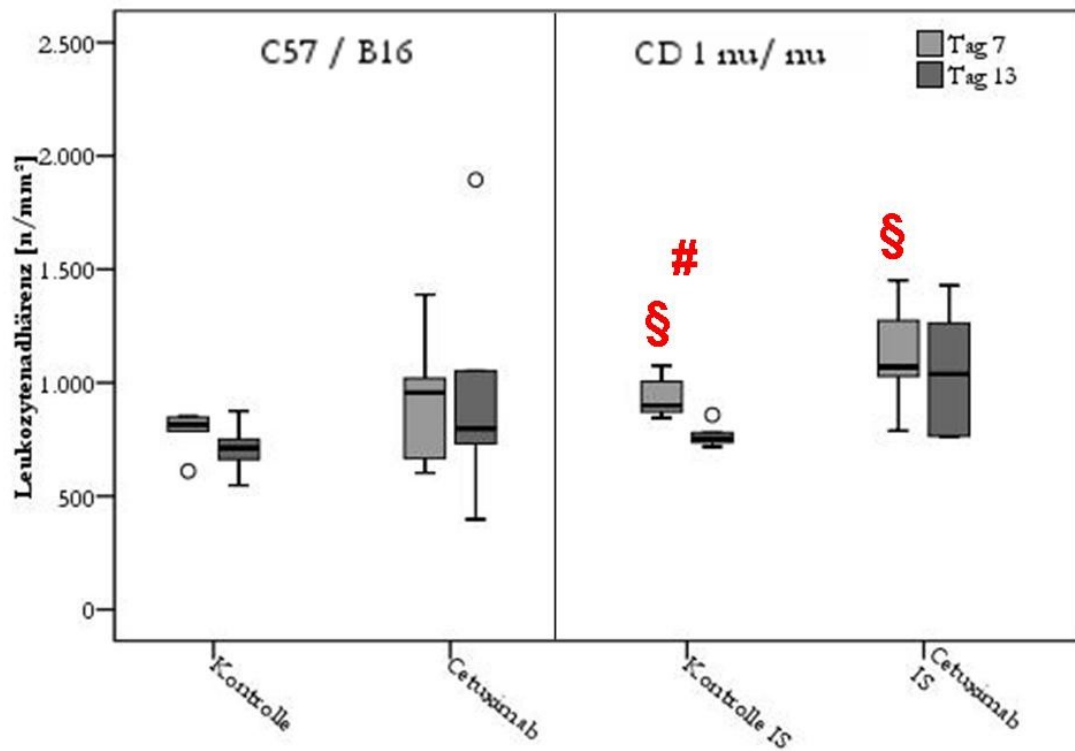 C57 / B16
CD 1 nu/ nu
Tag 7
Tag 13
Leukozytenadhärenz [n/mm²]
2.500
2.000
1.500
1.000
500
0
§
#
§
Kontrolle
Cetuximab
Kontrolle IS
Cetuximab
IS